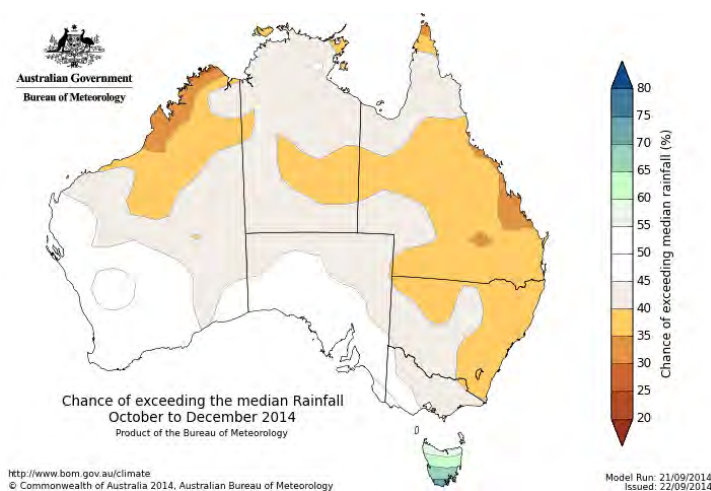 Australian Government
Bureau of Meteorology
80
75
70
65
60
55
50
45
40
35
30
25
20
Chance of exceeding median rainfall (%)
Chance of exceeding the median Rainfall
October to December 2014
Product of the Bureau of Meteorology
http://www.bom.gov.au/climate
© Commonwealth of Australia 2014, Australian Bureau of Meteorology
Model Run: 21/09/2014
Issued: 22/09/2014